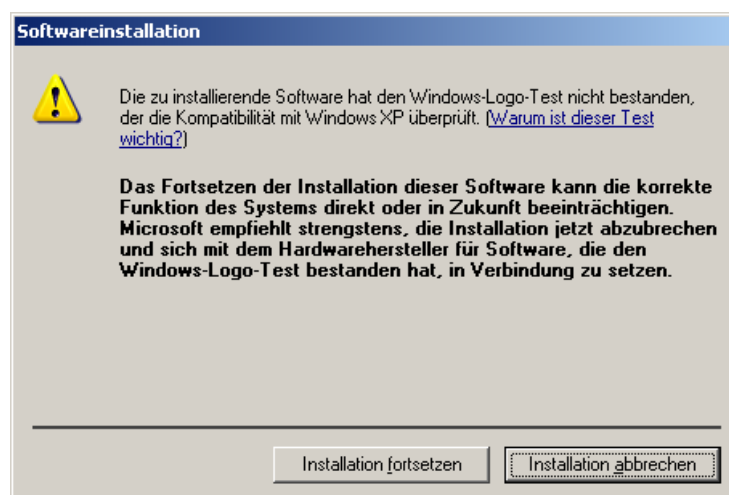 Softwareinstallation
Die zu installierende Software hat den Windows-Logo-Test nicht bestanden,
der die Kompatibilität mit Windows XP überprüft. (Warum ist dieser Test
wichtig?)
Das Fortsetzen der Installation dieser Software kann die korrekte
Funktion des Systems direkt oder in Zukunft beeinträchtigen.
Microsoft empfiehlt strengstens, die Installation jetzt abzubrechen
und sich mit dem Hardwarehersteller für Software, die den
Windows-Logo-Test bestanden hat, in Verbindung zu setzen.
Installation fortsetzen
Installation abbrechen